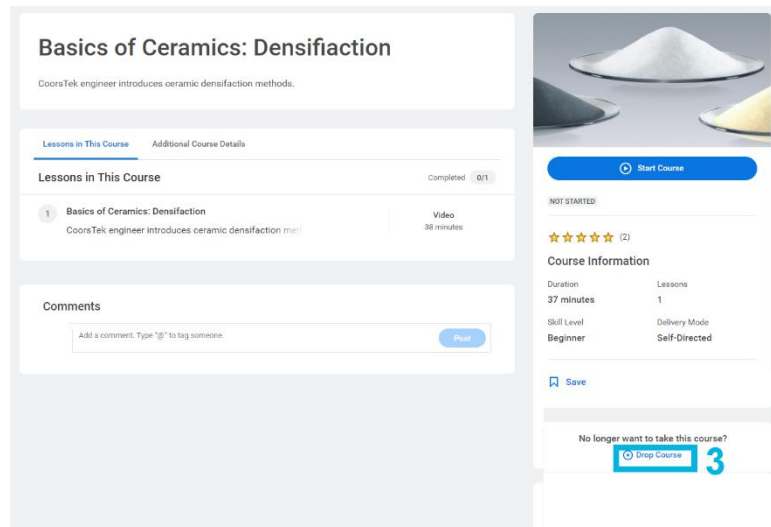 Basics of Ceramics: Densifiaction
CoorsTek engineer introduces ceramic densifaction methods.
Lessons in This Course
Additional Course Details
Lessons in This Course
Completed 0/1
1
Basics of Ceramics: Densifaction
CoorsTek engineer introduces ceramic densifaction met
Video
38 minutes
Comments
Add a comment. Type "@" to tag someone.
Post
Start Course
NOT STARTED
(2)
Course Information
Duration
37 minutes
Lessons
1
Skill Level
Beginner
Delivery Mode
Self-Directed
Save
No longer want to take this course?
Drop Course
3